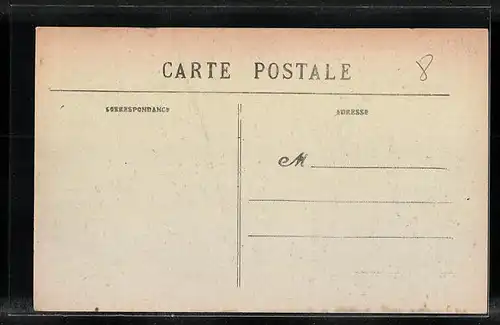 CARTE POSTALE
8
CORRESPONDANCE
ADRESSE
M